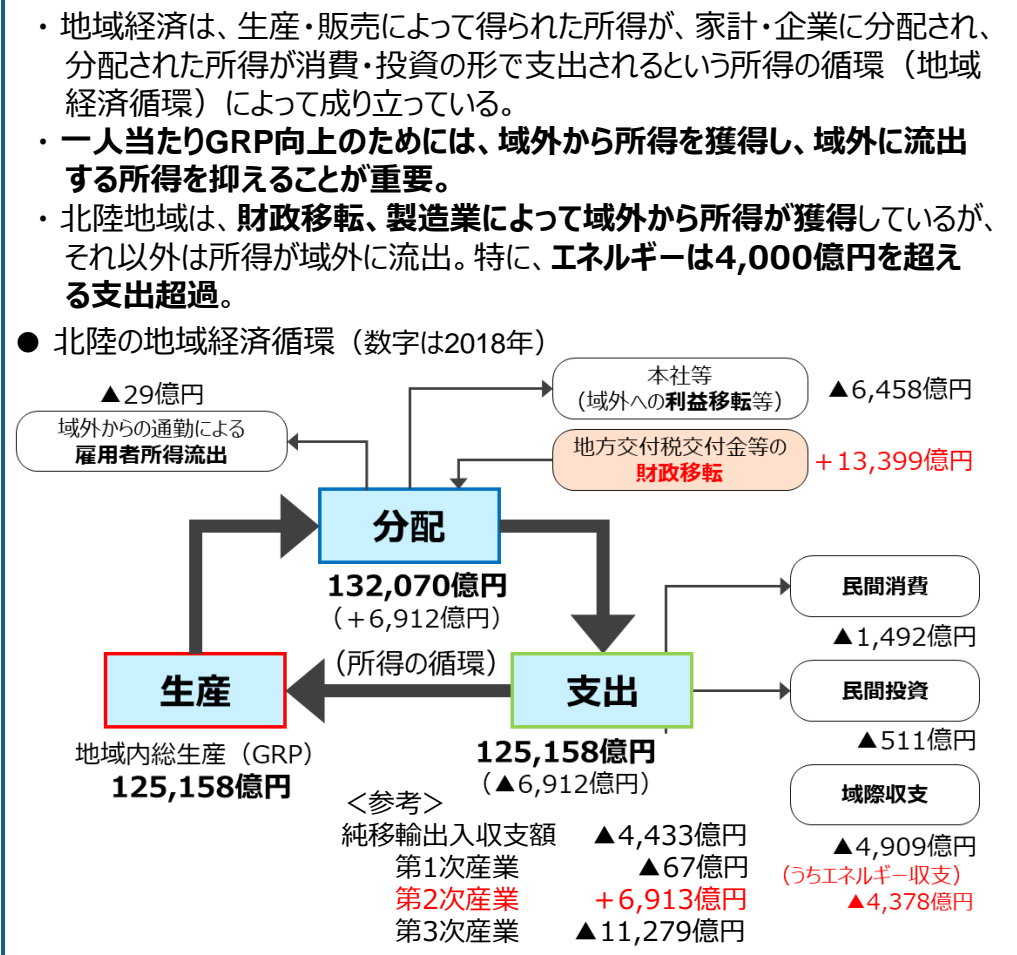 ・地域経済は、生産・販売によって得られた所得が、家計・企業に分配され、
分配された所得が消費・投資の形で支出されるという所得の循環（地域
経済循環）によって成り立っている。
・一人当たりGRP向上のためには、域外から所得を獲得し、域外に流出
する所得を抑えることが重要。
・北陸地域は、財政移転、製造業によって域外から所得が獲得しているが、
それ以外は所得が域外に流出。特に、エネルギーは4,000億円を超え
る支出超過。
● 北陸の地域経済循環（数字は2018年）
▲29億円
域外からの通勤による
雇用者所得流出
本社等
（域外への利益移転等）
▲6,458億円
地方交付税交付金等の
財政移転
＋13,399億円
分配
132,070億円
（＋6,912億円）
（所得の循環）
生産
地域内総生産（GRP）
125,158億円
支出
125,158億円
（▲6,912億円）
民間消費
▲1,492億円
民間投資
▲511億円
域際収支
▲4,909億円
（うちエネルギー収支）
▲4,378億円
＜参考＞
純移輸出入収支額 ▲4,433億円
第1次産業 ▲67億円
第2次産業 ＋6,913億円
第3次産業 ▲11,279億円